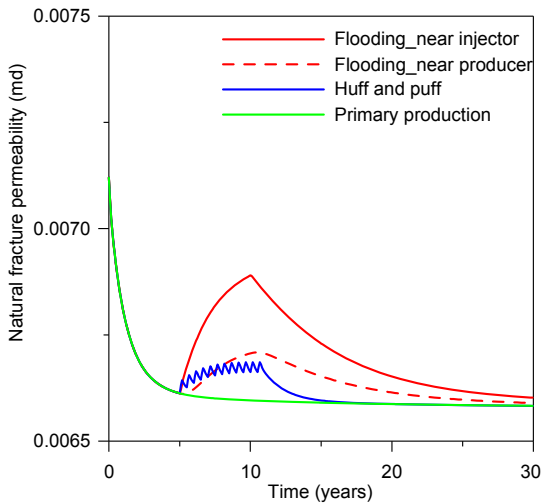 0.0075
Flooding_near injector
Flooding_near producer
Huff and puff
Primary production
Natural fracture permeability (md)
0.0070
0.0065
0 10 20 30
Time (years)